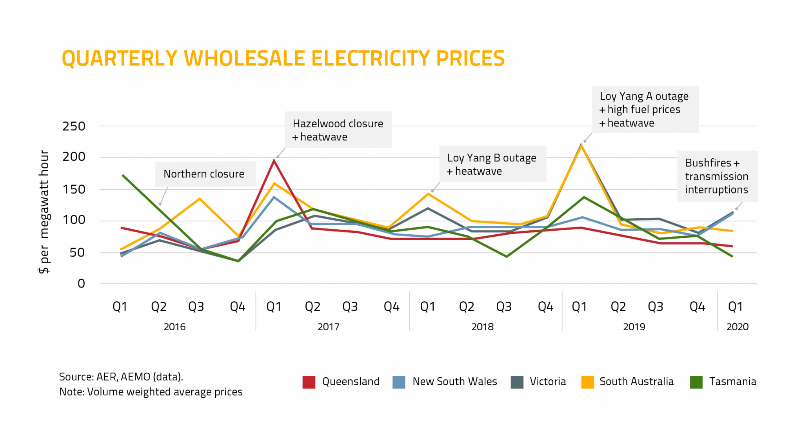 QUARTERLY WHOLESALE ELECTRICITY PRICES
Loy Yang A outage
+ high fuel prices
+ heatwave
Hazelwood closure
+ heatwave
Loy Yang B outage
+ heatwave
Northern closure
Bushfires +
transmission
interruptions
$ per megawatt hour
250
200
150
100
50
0
Q1 Q2 Q3 Q4 Q1 Q2 Q3 Q4 Q1 Q2 Q3 Q4 Q1 Q2 Q3 Q4 Q1
2016 2017 2018 2019 2020
Source: AER, AEMO (data).
Note: Volume weighted average prices
Queensland New South Wales Victoria South Australia Tasmania